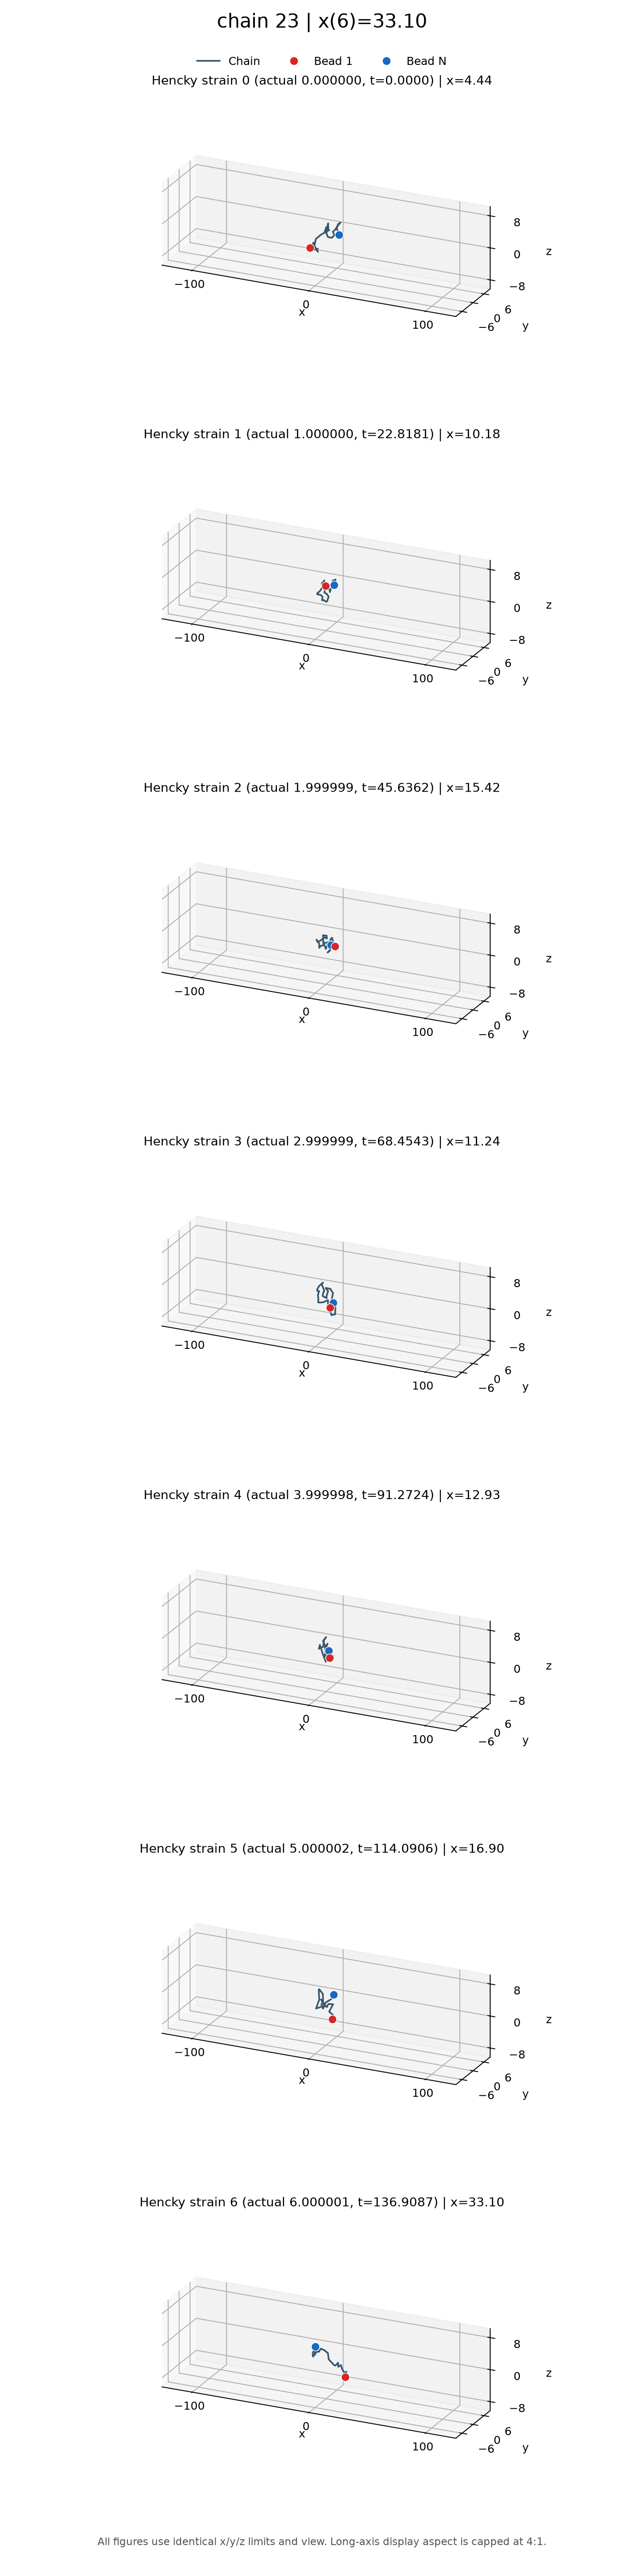 chain 23 | x(6)=33.10
Chain Bead 1 Bead N
Hencky strain 0 (actual 0.000000, t=0.0000) | x=4.44
8
0
−8
z
−100
0
100
x
−6
0
6
y
Hencky strain 1 (actual 1.000000, t=22.8181) | x=10.18
8
0
−8
z
−100
0
100
x
−6
0
6
y
Hencky strain 2 (actual 1.999999, t=45.6362) | x=15.42
8
0
−8
z
−100
0
100
x
−6
0
6
y
Hencky strain 3 (actual 2.999999, t=68.4543) | x=11.24
8
0
−8
z
−100
0
100
x
−6
0
6
y
Hencky strain 4 (actual 3.999998, t=91.2724) | x=12.93
8
0
−8
z
−100
0
100
x
−6
0
6
y
Hencky strain 5 (actual 5.000002, t=114.0906) | x=16.90
8
0
−8
z
−100
0
100
x
−6
0
6
y
Hencky strain 6 (actual 6.000001, t=136.9087) | x=33.10
8
0
−8
z
−100
0
100
x
−6
0
6
y
All figures use identical x/y/z limits and view. Long-axis display aspect is capped at 4:1.